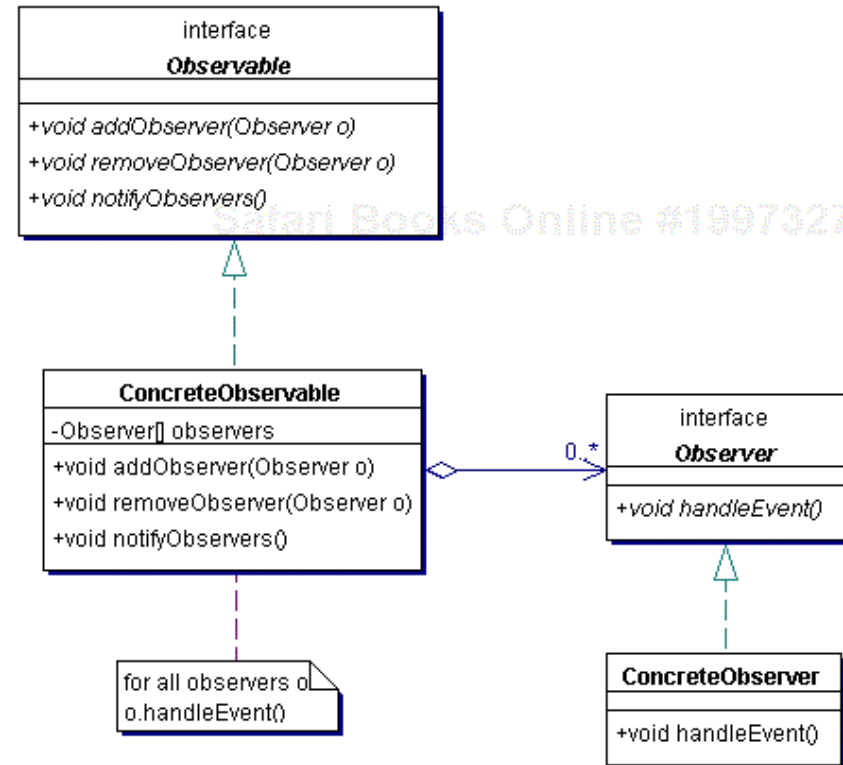 interface
Observable
+void addObserver(Observer o)
+void removeObserver(Observer o)
+void notifyObservers()
Safari Books Online #1997327
ConcreteObservable
-Observer[] observers
+void addObserver(Observer o)
+void removeObserver(Observer o)
+void notifyObservers()
0..*
interface
Observer
+void handleEvent()
for all observers o
o.handleEvent()
ConcreteObserver
+void handleEvent()